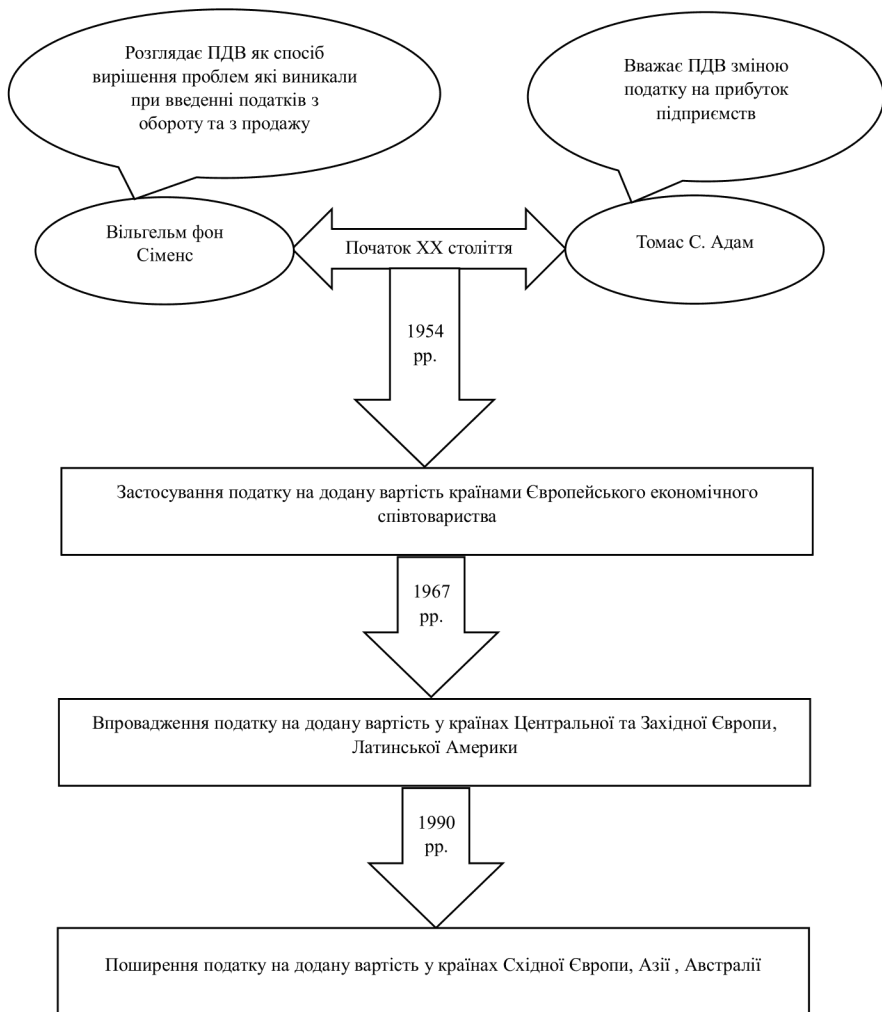 Розглядає ПДВ як спосіб
вирішення проблем які виникали
при введенні податків з
обороту та з продажу
Вважає ПДВ зміною
податку на прибуток
підприємств
Вільгельм фон
Сіменс
Початок ХХ століття
Томас С. Адам
1954
рр.
Застосування податку на додану вартість країнами Європейського економічного
співтовариства
1967
рр.
Впровадження податку на додану вартість у країнах Центральної та Західної Європи,
Латинської Америки
1990
рр.
Поширення податку на додану вартість у країнах Східної Європи, Азії , Австралії